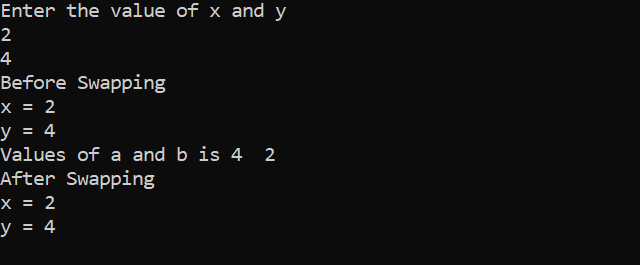 Enter the value of x and y
2
4
Before Swapping
x = 2
y = 4
Values of a and b is 4  2
After Swapping
x = 2
y = 4